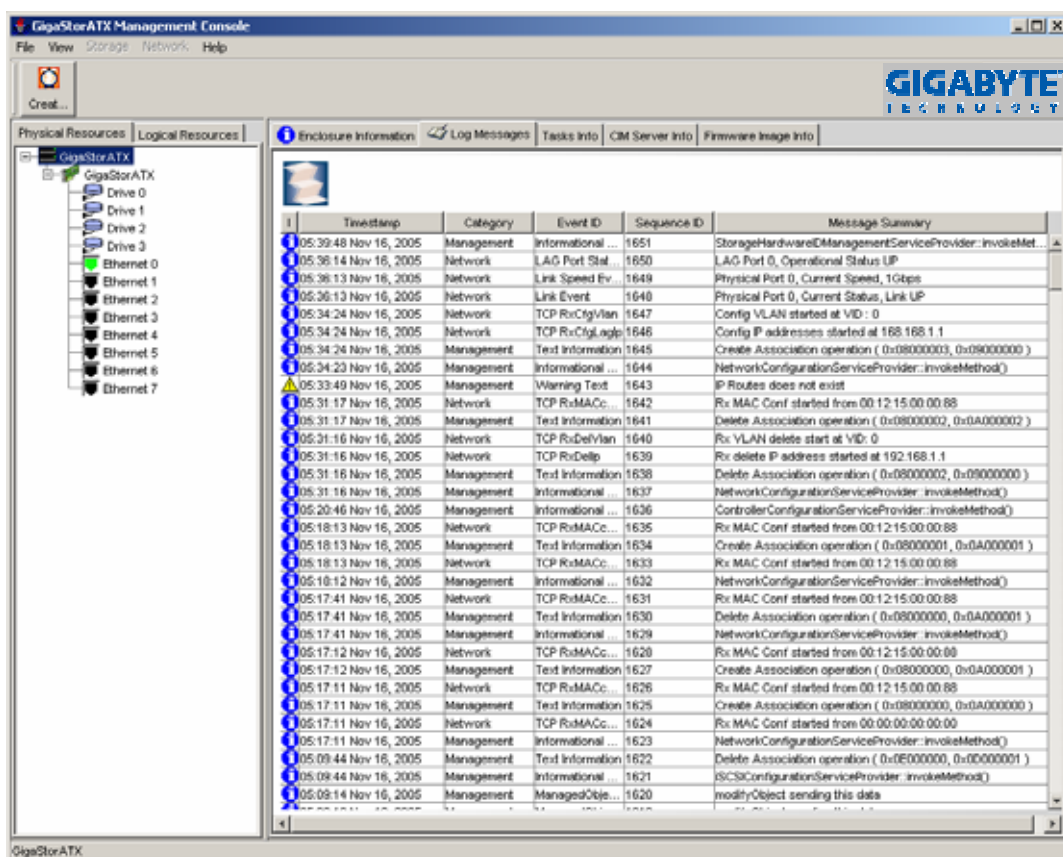 GigaStorATX Management Console
File View Storage Network Help
Creat...
GIGABYTE
TECHNOLOGY
Physical Resources Logical Resources
Enclosure Information Log Messages Tasks Info CIM Server Info Firmware Image Info
GigaStorATX
GigaStorATX
Drive 0
Drive 1
Drive 2
Drive 3
Ethernet 0
Ethernet 1
Ethernet 2
Ethernet 3
Ethernet 4
Ethernet 5
Ethernet 6
Ethernet 7
I Timestamp Category Event ID Sequence ID Message Summary
05:39:48 Nov 16, 2005 Management Informational ... 1651 StorageHardwareIDManagementServiceProvider::invokeMet...
05:36:14 Nov 16, 2005 Network LAG Port Stat... 1650 LAG Port 0, Operational Status UP
05:36:13 Nov 16, 2005 Network Link Speed Ev... 1649 Physical Port 0, Current Speed, 1Gbps
05:36:13 Nov 16, 2005 Network Link Event 1648 Physical Port 0, Current Status, Link UP
05:34:24 Nov 16, 2005 Network TCP RxCfgVlan 1647 Config VLAN started at VID : 0
05:34:24 Nov 16, 2005 Network TCP RxCfgLagIp 1646 Config IP addresses started at 168.168.1.1
05:34:24 Nov 16, 2005 Management Text Information 1645 Create Association operation ( 0x08000003, 0x09000000 )
05:34:23 Nov 16, 2005 Management Informational ... 1644 NetworkConfigurationServiceProvider::invokeMethod()
05:33:49 Nov 16, 2005 Management Warning Text 1643 IP Routes does not exist
05:31:17 Nov 16, 2005 Network TCP RxMACc... 1642 Rx MAC Conf started from 00:12:15:00:00:88
05:31:17 Nov 16, 2005 Management Text Information 1641 Delete Association operation ( 0x08000002, 0x0A000002 )
05:31:16 Nov 16, 2005 Network TCP RxDelVlan 1640 Rx VLAN delete start at VID: 0
05:31:16 Nov 16, 2005 Network TCP RxDelIp 1639 Rx delete IP address started at 192.168.1.1
05:31:16 Nov 16, 2005 Management Text Information 1638 Delete Association operation ( 0x08000002, 0x09000000 )
05:31:16 Nov 16, 2005 Management Informational ... 1637 NetworkConfigurationServiceProvider::invokeMethod()
05:20:46 Nov 16, 2005 Management Informational ... 1636 ControllerConfigurationServiceProvider::invokeMethod()
05:18:13 Nov 16, 2005 Network TCP RxMACc... 1635 Rx MAC Conf started from 00:12:15:00:00:88
05:18:13 Nov 16, 2005 Management Text Information 1634 Create Association operation ( 0x08000001, 0x0A000001 )
05:18:13 Nov 16, 2005 Network TCP RxMACc... 1633 Rx MAC Conf started from 00:12:15:00:00:88
05:18:12 Nov 16, 2005 Management Informational ... 1632 NetworkConfigurationServiceProvider::invokeMethod()
05:17:41 Nov 16, 2005 Network TCP RxMACc... 1631 Rx MAC Conf started from 00:12:15:00:00:88
05:17:41 Nov 16, 2005 Management Text Information 1630 Delete Association operation ( 0x08000000, 0x0A000001 )
05:17:41 Nov 16, 2005 Management Informational ... 1629 NetworkConfigurationServiceProvider::invokeMethod()
05:17:12 Nov 16, 2005 Network TCP RxMACc... 1628 Rx MAC Conf started from 00:12:15:00:00:88
05:17:12 Nov 16, 2005 Management Text Information 1627 Create Association operation ( 0x08000000, 0x0A000001 )
05:17:11 Nov 16, 2005 Network TCP RxMACc... 1626 Rx MAC Conf started from 00:12:15:00:00:88
05:17:11 Nov 16, 2005 Management Text Information 1625 Create Association operation ( 0x08000000, 0x0A000000 )
05:17:11 Nov 16, 2005 Network TCP RxMACc... 1624 Rx MAC Conf started from 00:00:00:00:00:00
05:17:11 Nov 16, 2005 Management Informational ... 1623 NetworkConfigurationServiceProvider::invokeMethod()
05:09:44 Nov 16, 2005 Management Text Information 1622 Delete Association operation ( 0x0E000000, 0x0D000001 )
05:09:44 Nov 16, 2005 Management Informational ... 1621 iSCSIConfigurationServiceProvider::invokeMethod()
05:09:14 Nov 16, 2005 Management ManagedObje... 1620 modifyObject sending this data
GigaStorATX